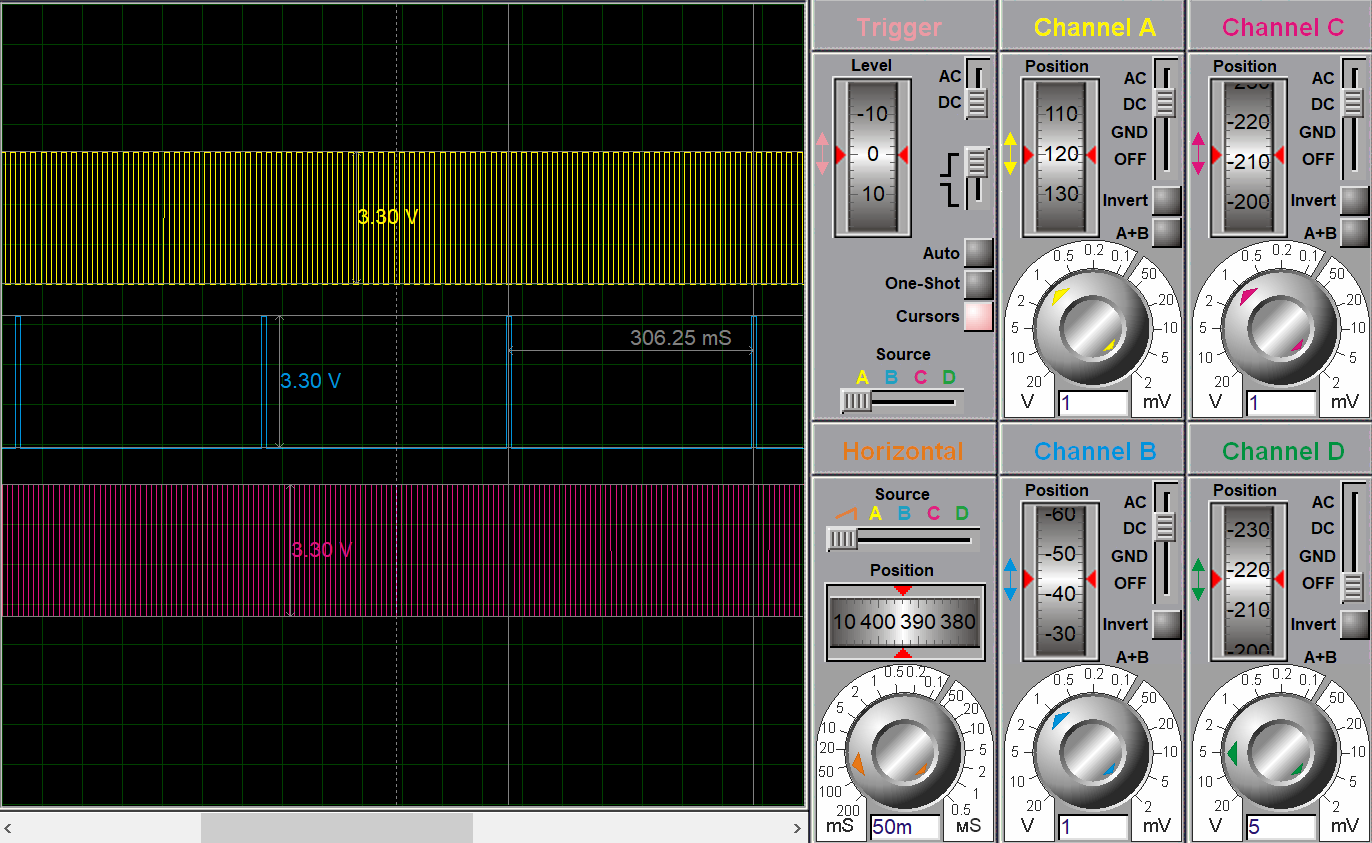 3.30 V
306.25 mS
3.30 V
3.30 V
Trigger
Level
-10
0
10
AC
DC
Auto
One-Shot
Cursors
Source
A B C D
Channel A
Position
110
120
130
AC
DC
GND
OFF
Invert
A+B
20 10 5 2 1 0.5 0.2 0.1 50 20 10 5 2
V 1 mV
Channel C
Position
-230
-220
-210
-200
AC
DC
GND
OFF
Invert
A+B
20 10 5 2 1 0.5 0.2 0.1 50 20 10 5 2
V 1 mV
Horizontal
Source
A B C D
Position
10 400 390 380
200 100 50 20 10 5 2 1 0.5 0.2 0.1 50 20 10 5 2 1 0.5
mS 50m мS
Channel B
Position
-60
-50
-40
-30
AC
DC
GND
OFF
Invert
A+B
20 10 5 2 1 0.5 0.2 0.1 50 20 10 5 2
V 1 mV
Channel D
Position
-230
-220
-210
-200
AC
DC
GND
OFF
Invert
A+B
20 10 5 2 1 0.5 0.2 0.1 50 20 10 5 2
V 5 mV